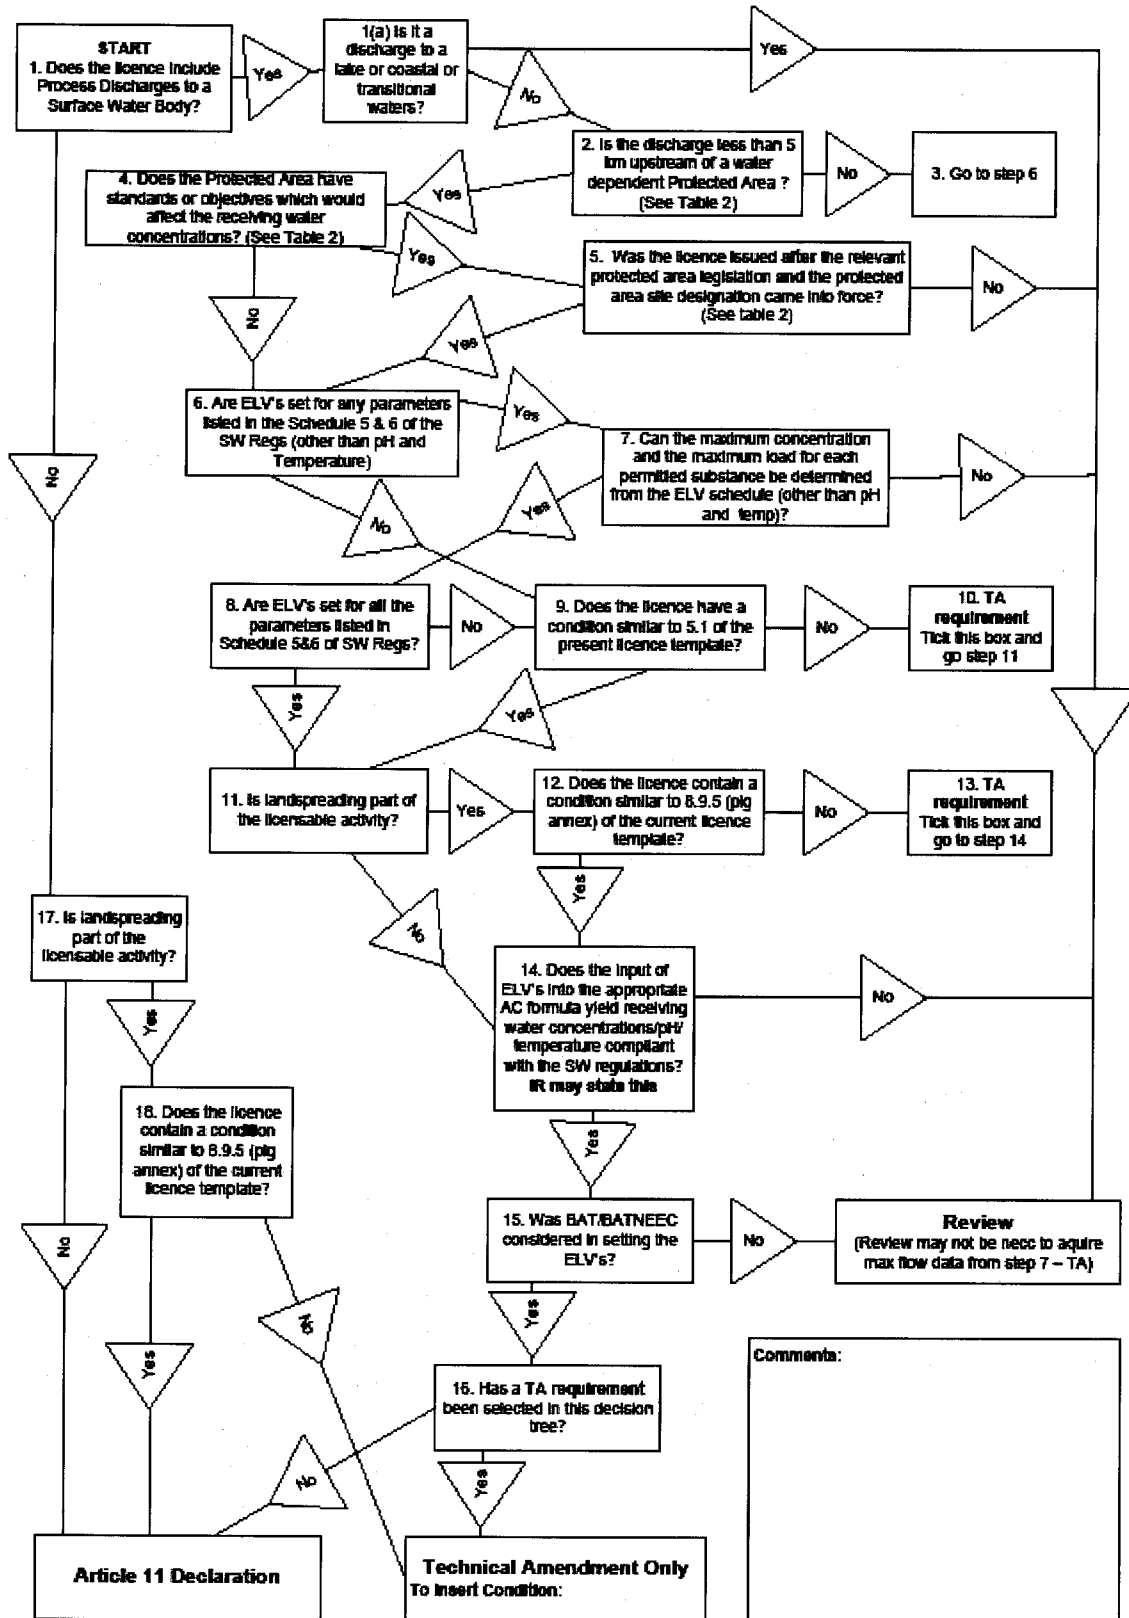 START
1. Does the licence include
Process Discharges to a
Surface Water Body?
Yes
1(a) Is it a
discharge to a
lake or coastal or
transitional
waters?
Yes
No
2. Is the discharge less than 5
km upstream of a water
dependent Protected Area ?
(See Table 2)
No
3. Go to step 6
Yes
4. Does the Protected Area have
standards or objectives which would
affect the receiving water
concentrations? (See Table 2)
Yes
5. Was the licence issued after the relevant
protected area legislation and the protected
area site designation came into force?
(See table 2)
No
No
Yes
6. Are ELV's set for any parameters
listed in the Schedule 5 & 6 of the
SW Regs (other than pH and
Temperature)
Yes
7. Can the maximum concentration
and the maximum load for each
permitted substance be determined
from the ELV schedule (other than pH
and temp)?
No
No
Yes
No
8. Are ELV's set for all the
parameters listed in
Schedule 5&6 of SW Regs?
No
9. Does the licence have a
condition similar to 5.1 of the
present licence template?
No
10. TA
requirement
Tick this box and
go step 11
Yes
Yes
11. Is landspreading part of
the licensable activity?
Yes
12. Does the licence contain a
condition similar to 8.9.5 (pig
annex) of the current licence
template?
No
13. TA
requirement
Tick this box and
go to step 14
Yes
No
17. Is landspreading
part of the
licensable activity?
14. Does the input of
ELV's into the appropriate
AC formula yield receiving
water concentrations/pH/
temperature compliant
with the SW regulations?
IR may state this
No
Yes
18. Does the licence
contain a condition
similar to 8.9.5 (pig
annex) of the current
licence template?
Yes
15. Was BAT/BATNEEC
considered in setting the
ELV's?
No
Review
(Review may not be necc to aquire
max flow data from step 7 – TA)
No
No
Yes
Yes
16. Has a TA requirement
been selected in this decision
tree?
Comments:
No
Yes
Article 11 Declaration
Technical Amendment Only
To Insert Condition: